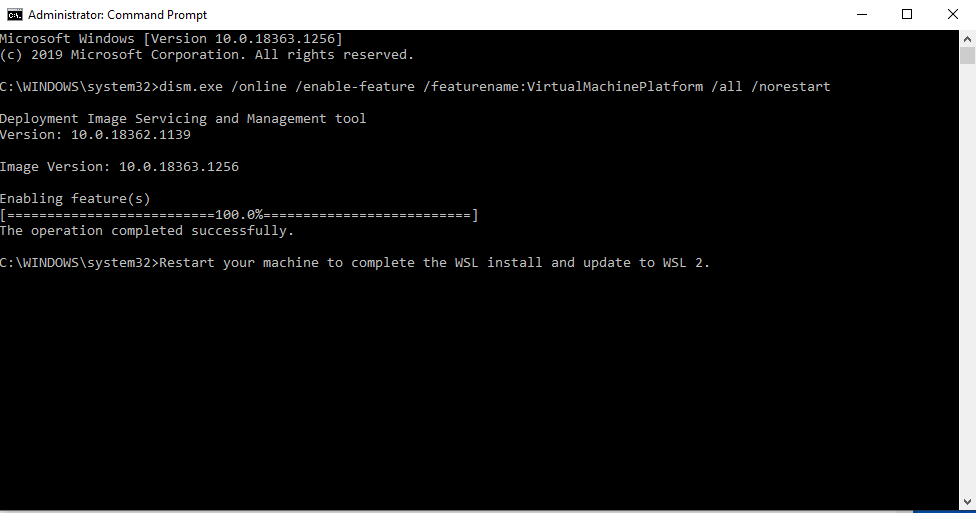 Administrator: Command Prompt
Microsoft Windows [Version 10.0.18363.1256]
(c) 2019 Microsoft Corporation. All rights reserved.
C:\WINDOWS\system32>dism.exe /online /enable-feature /featurename:VirtualMachinePlatform /all /norestart
Deployment Image Servicing and Management tool
Version: 10.0.18362.1139
Image Version: 10.0.18363.1256
Enabling feature(s)
[==========================100.0%==========================]
The operation completed successfully.
C:\WINDOWS\system32>Restart your machine to complete the WSL install and update to WSL 2.